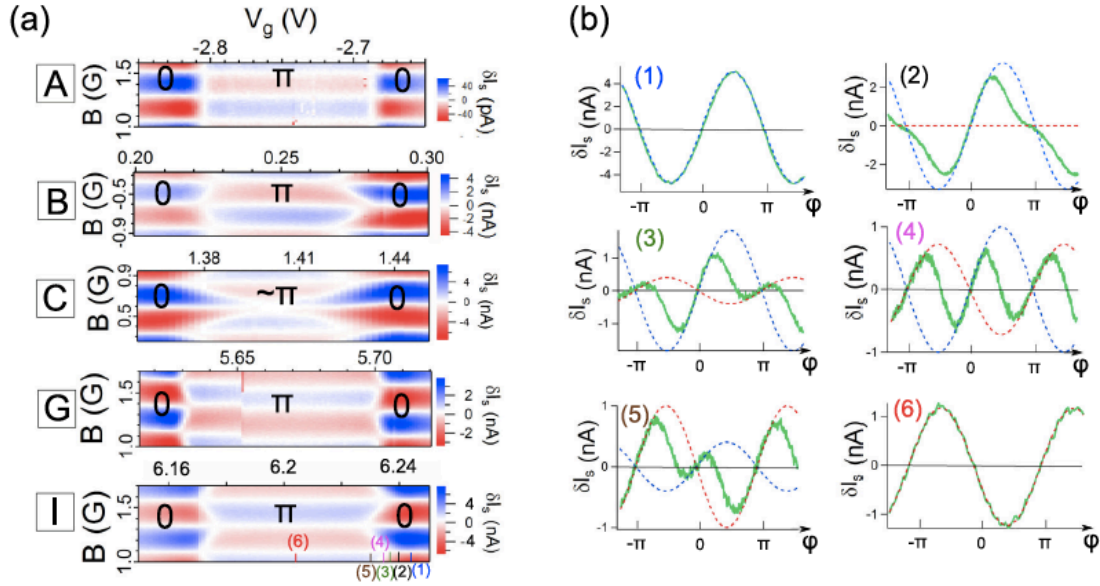 (a)
V_g (V)
-2.8 -2.7
A B (G) 1.5 1.0 0 π 0 40 0 -40 δI_s (pA)
0.20 0.25 0.30
B B (G) -0.5 -0.9 0 π 0 4 2 0 -2 -4 δI_s (nA)
1.38 1.41 1.44
C B (G) 0.9 0.5 0 ~π 0 4 0 -4 δI_s (nA)
5.65 5.70
G B (G) 1.5 1.0 0 π 0 2 0 -2 δI_s (nA)
6.16 6.2 6.24
I B (G) 1.5 1.0 0 π 0 4 0 -4 δI_s (nA)
(6) (4)
(5) (3) (2) (1)
(b)
(1) δI_s (nA) 4 2 0 -2 -4 -π 0 π φ
(2) δI_s (nA) 2 0 -2 -π 0 π φ
(3) δI_s (nA) 1 0 -1 -π 0 π φ
(4) δI_s (nA) 1 0 -1 -π 0 π φ
(5) δI_s (nA) 1 0 -1 -π 0 π φ
(6) δI_s (nA) 1 0 -1 -π 0 π φ